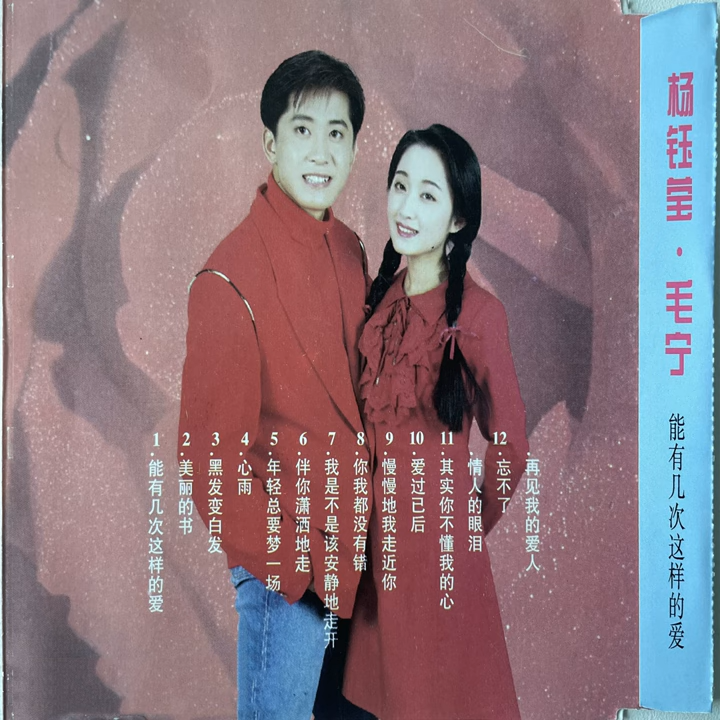 杨钰莹·毛宁
能有几次这样的爱
1·能有几次这样的爱
2·美丽的书
3·黑发变白发
4·心雨
5·年轻总要梦一场
6·伴你潇洒地走
7·我是不是该安静地走开
8·你我都没有错
9·慢慢地我走近你
10·爱过已后
11·其实你不懂我的心
·情人的眼泪
12·忘不了
·再见我的爱人